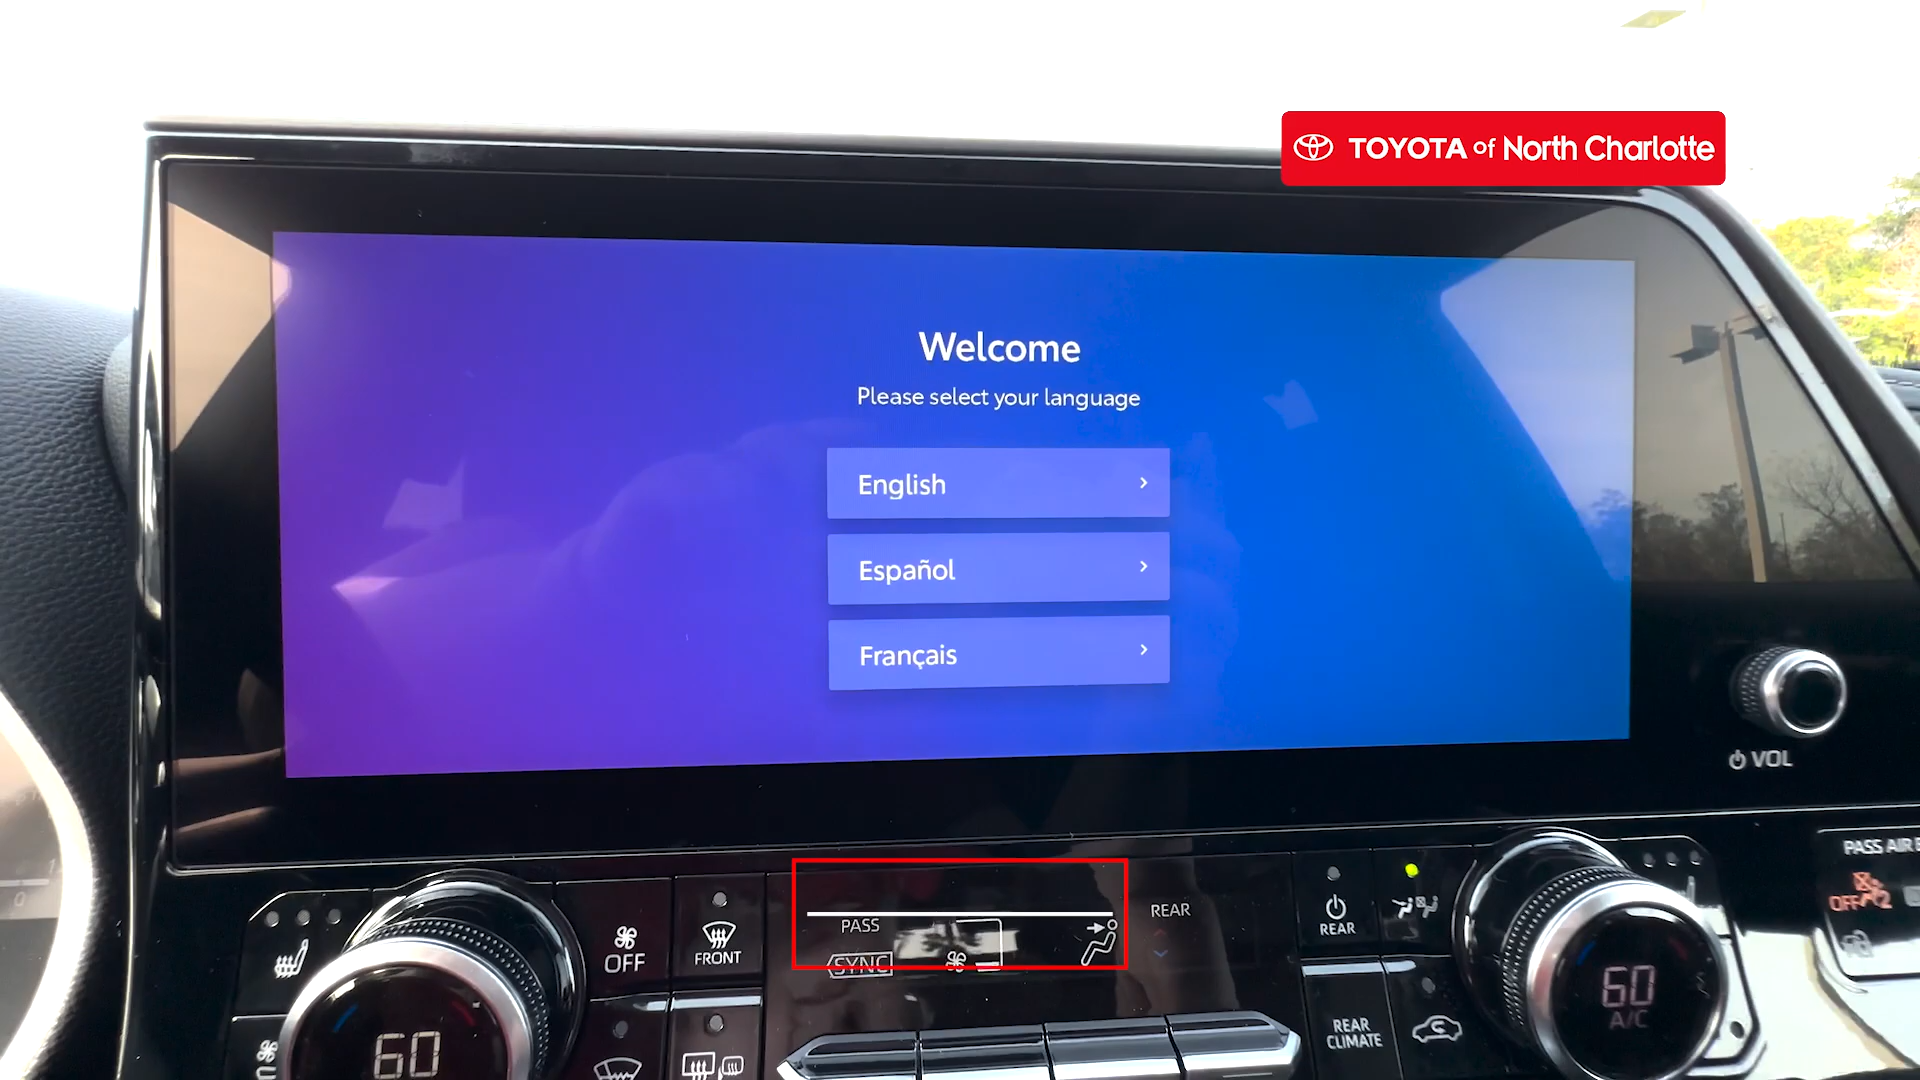 TOYOTA of North Charlotte
Welcome
Please select your language
English
Español
Français
VOL
OFF
FRONT
PASS
SYNC
REAR
REAR
PASS AIR
OFF
60
REAR
CLIMATE
60
A/C